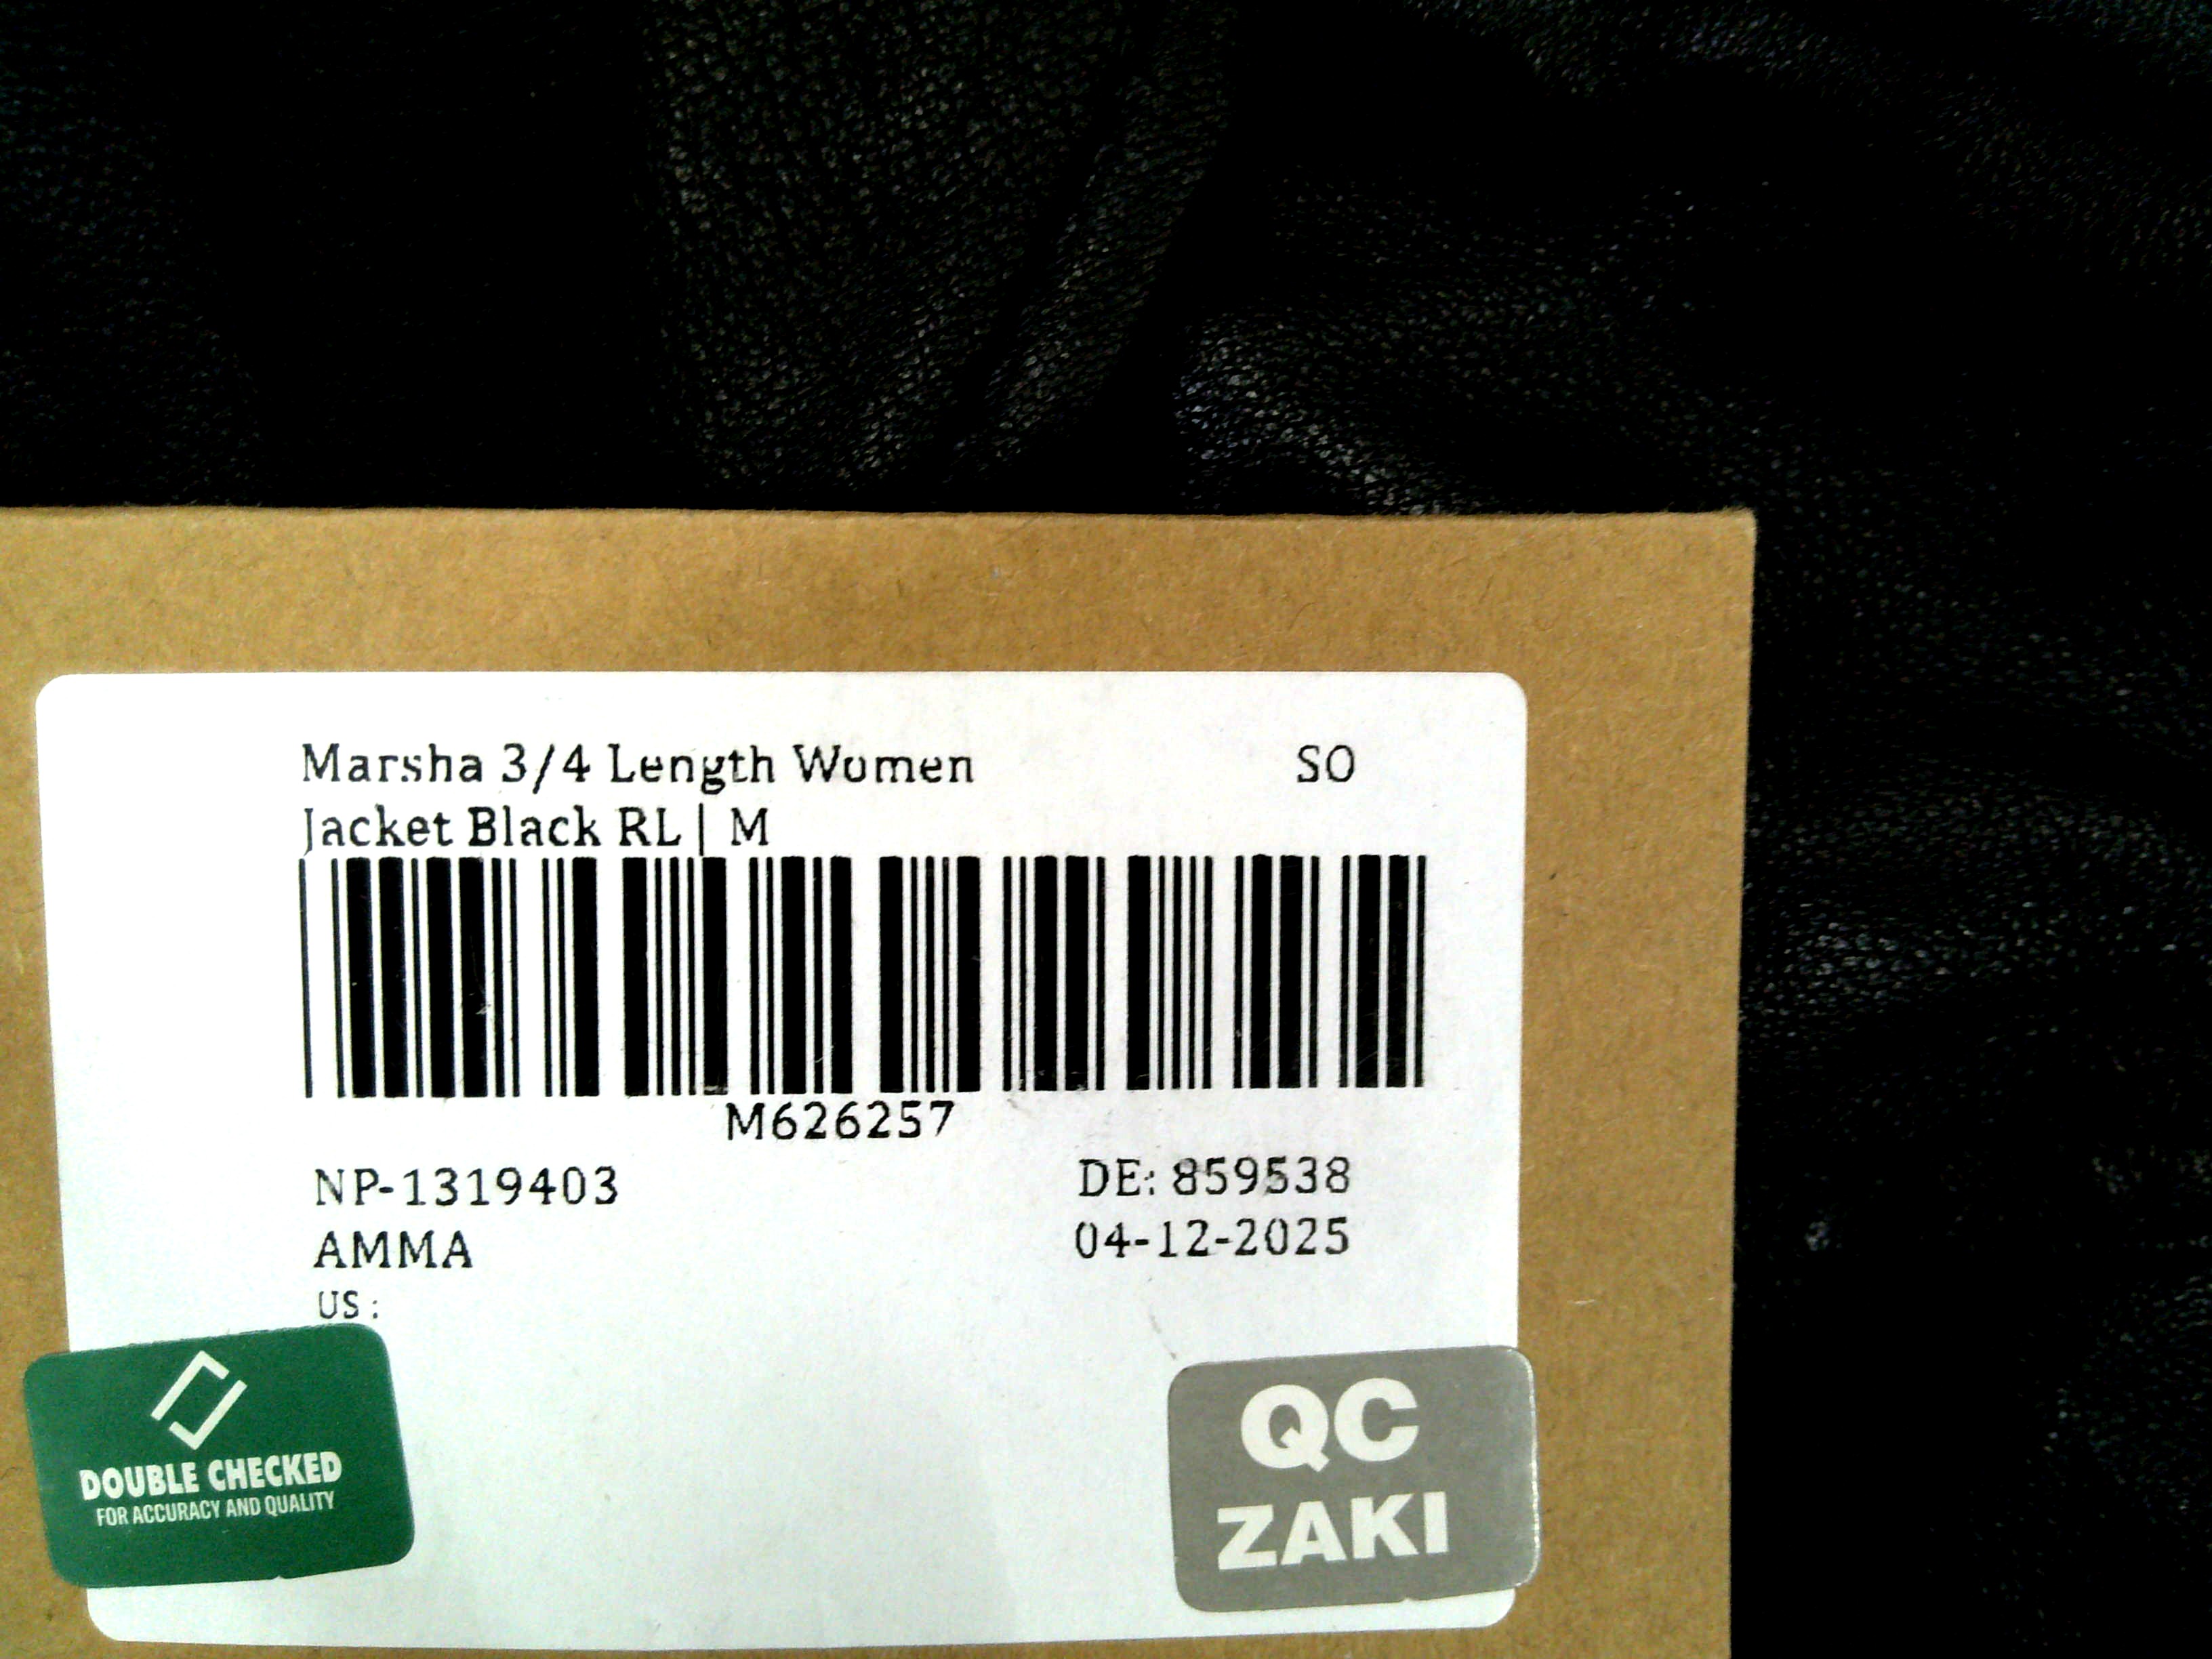 Marsha 3/4 Length Women
SO
Jacket Black RL | M
M626257
NP-1319403
DE: 859538
AMMA
04-12-2025
US :
DOUBLE CHECKED
FOR ACCURACY AND QUALITY
QC
ZAKI